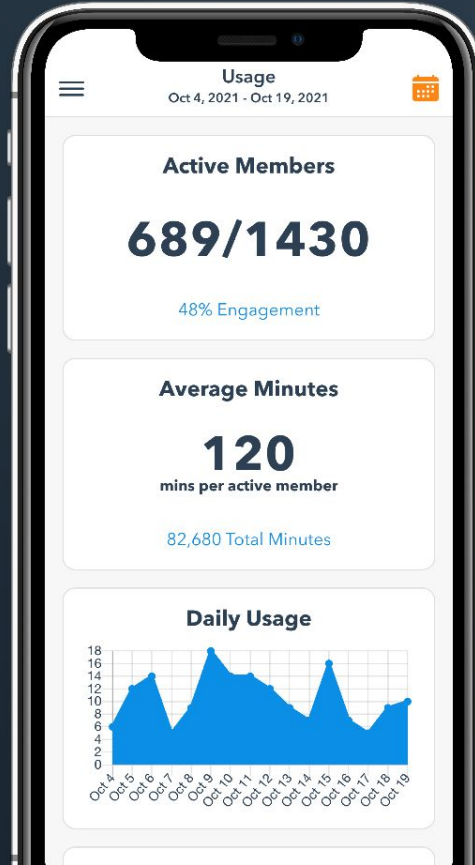 Usage
Oct 4, 2021 - Oct 19, 2021
Active Members
689/1430
48% Engagement
Average Minutes
120
mins per active member
82,680 Total Minutes
Daily Usage
18
16
14
12
10
8
6
4
2
0
Oct 4 Oct 5 Oct 6 Oct 7 Oct 8 Oct 9 Oct 10 Oct 11 Oct 12 Oct 13 Oct 14 Oct 15 Oct 16 Oct 17 Oct 18 Oct 19